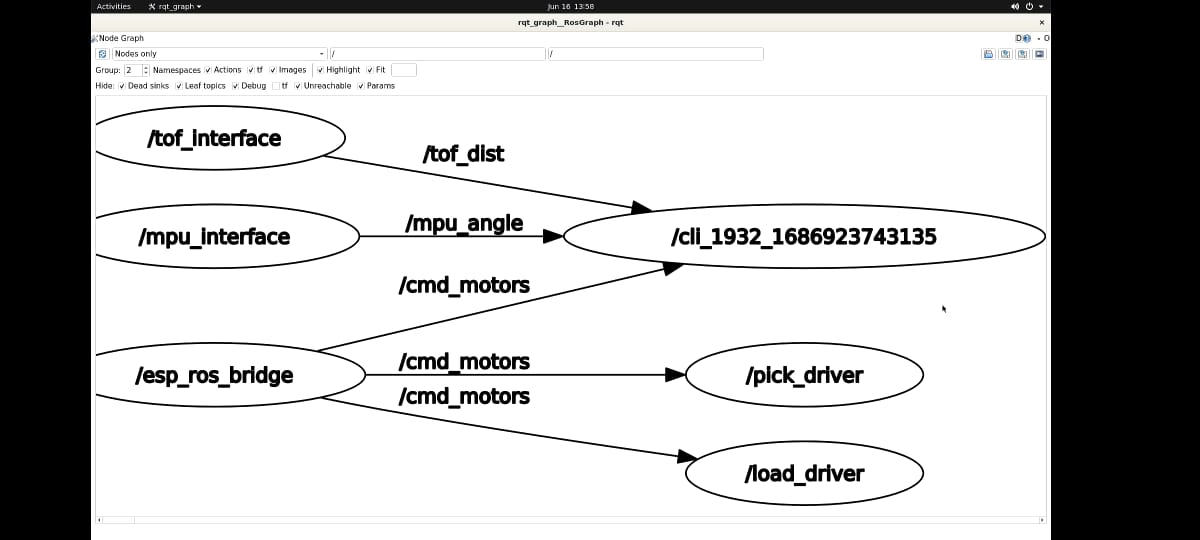 Activities rqt_graph Jun 16 13:58
rqt_graph__RosGraph - rqt
Node Graph D - O
Nodes only / /
Group: 2 Namespaces Actions tf Images Highlight Fit
Hide: Dead sinks Leaf topics Debug tf Unreachable Params
/tof_interface
/tof_dist
/mpu_angle
/mpu_interface
/cli_1932_1686923743135
/cmd_motors
/cmd_motors
/esp_ros_bridge
/pick_driver
/cmd_motors
/load_driver